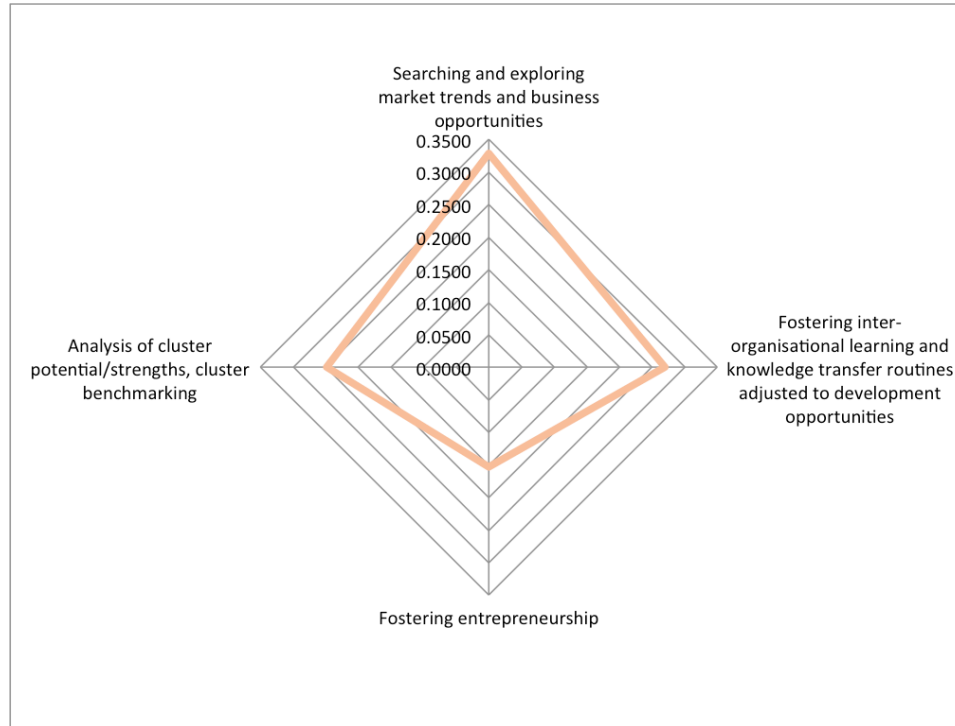 Searching and exploring
market trends and business
opportunities
0.3500
0.3000
0.2500
0.2000
0.1500
0.1000
0.0500
0.0000
Analysis of cluster
potential/strengths, cluster
benchmarking
Fostering inter-
organisational learning and
knowledge transfer routines
adjusted to development
opportunities
Fostering entrepreneurship